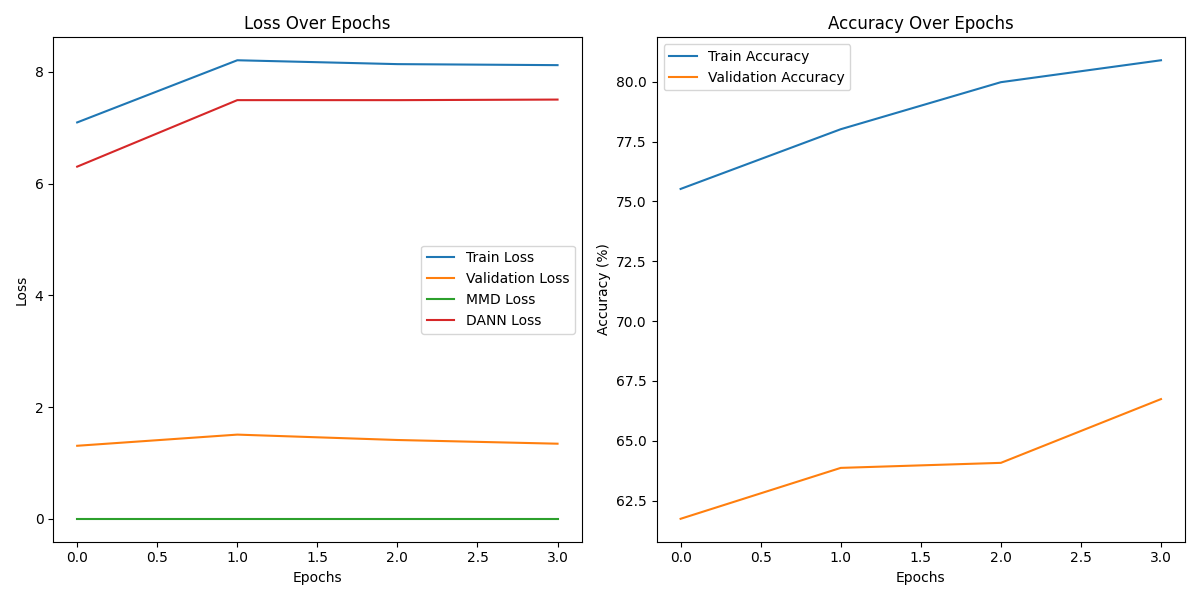 Loss Over Epochs
8
6
4
2
0
Loss
Train Loss
Validation Loss
MMD Loss
DANN Loss
0.0 0.5 1.0 1.5 2.0 2.5 3.0
Epochs
Accuracy Over Epochs
Train Accuracy
Validation Accuracy
80.0
77.5
75.0
72.5
70.0
67.5
65.0
62.5
Accuracy (%)
0.0 0.5 1.0 1.5 2.0 2.5 3.0
Epochs